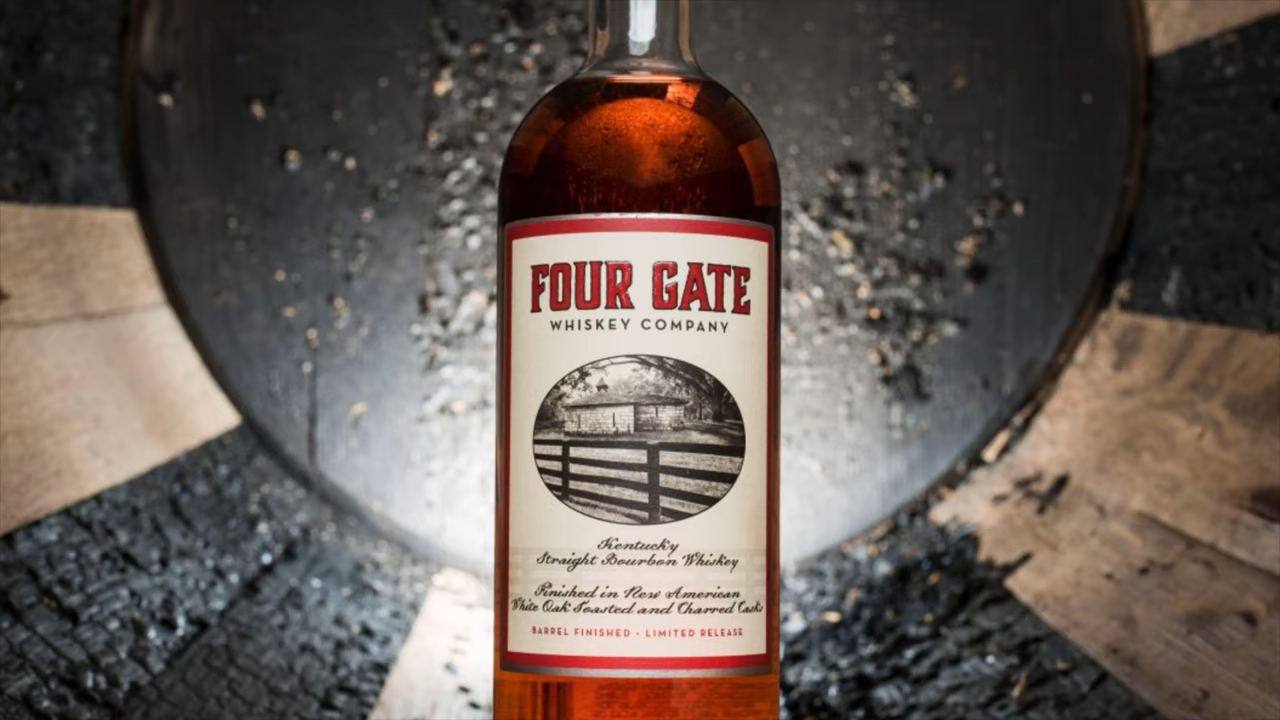 FOUR GATE
WHISKEY COMPANY
Kentucky
Straight Bourbon Whiskey
Finished in New American
White Oak Toasted and Charred Casks
BARREL FINISHED · LIMITED RELEASE